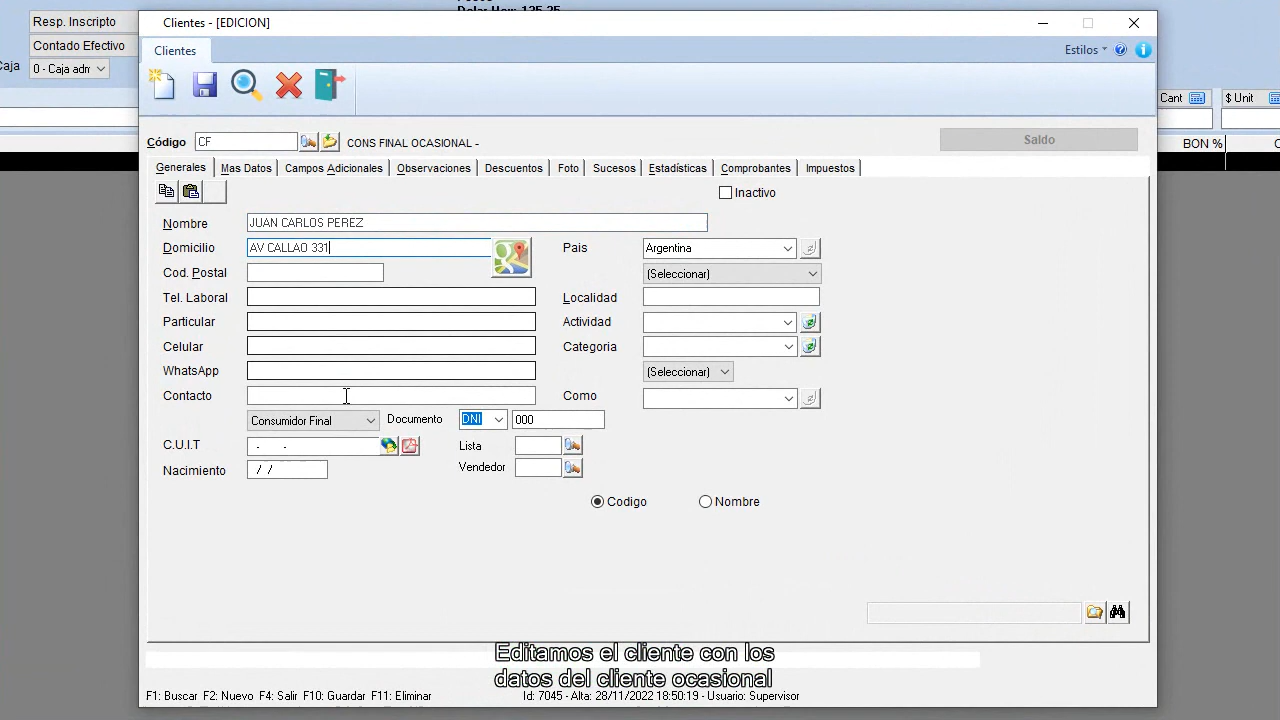 Dolar Hoy: 125.25
Resp. Inscripto
Contado Efectivo
Caja
0 - Caja adm
Cant
$ Unit
BON %
Clientes - [EDICION]
Clientes
Estilos
Código
CF
CONS FINAL OCASIONAL -
Saldo
Generales
Mas Datos
Campos Adicionales
Observaciones
Descuentos
Foto
Sucesos
Estadísticas
Comprobantes
Impuestos
Inactivo
Nombre
JUAN CARLOS PEREZ
Domicilio
AV CALLAO 331
Pais
Argentina
Cod. Postal
(Seleccionar)
Tel. Laboral
Localidad
Particular
Actividad
Celular
Categoria
WhatsApp
(Seleccionar)
Contacto
Como
Consumidor Final
Documento
DNI
000
C.U.I.T
- -
Lista
Nacimiento
/ /
Vendedor
Codigo
Nombre
Editamos el cliente con los
datos del cliente ocasional
F1: Buscar F2: Nuevo F4: Salir F10: Guardar F11: Eliminar
Id: 7045 - Alta: 28/11/2022 18:50:19 - Usuario: Supervisor